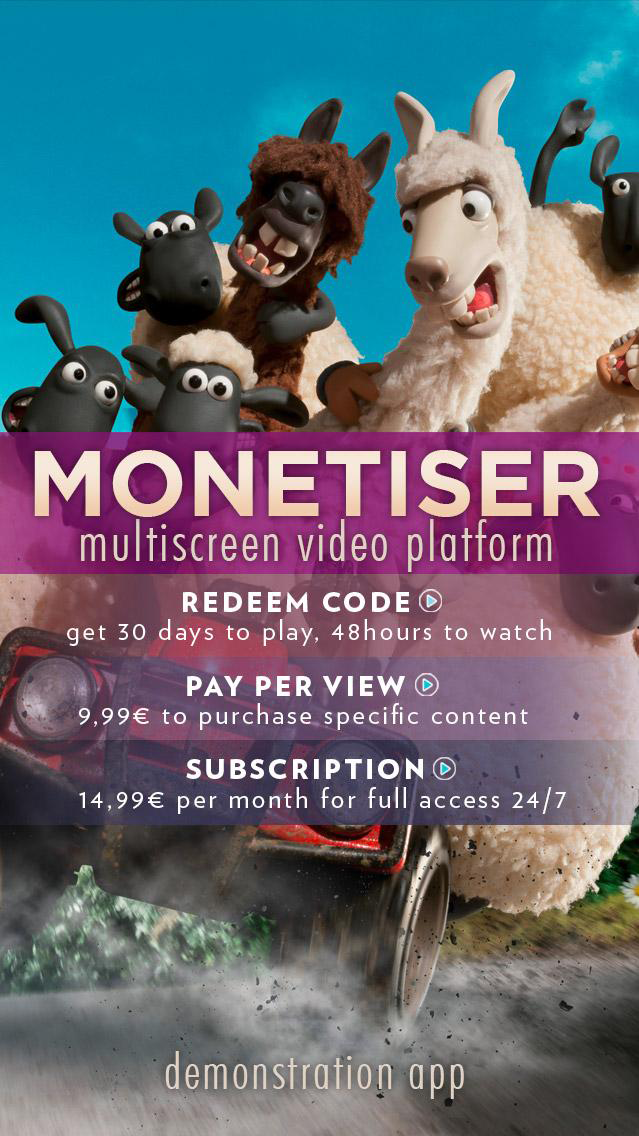 MONETISER
multiscreen video platform
REDEEM CODE
get 30 days to play, 48hours to watch
PAY PER VIEW
9,99€ to purchase specific content
SUBSCRIPTION
14,99€ per month for full access 24/7
demonstration app